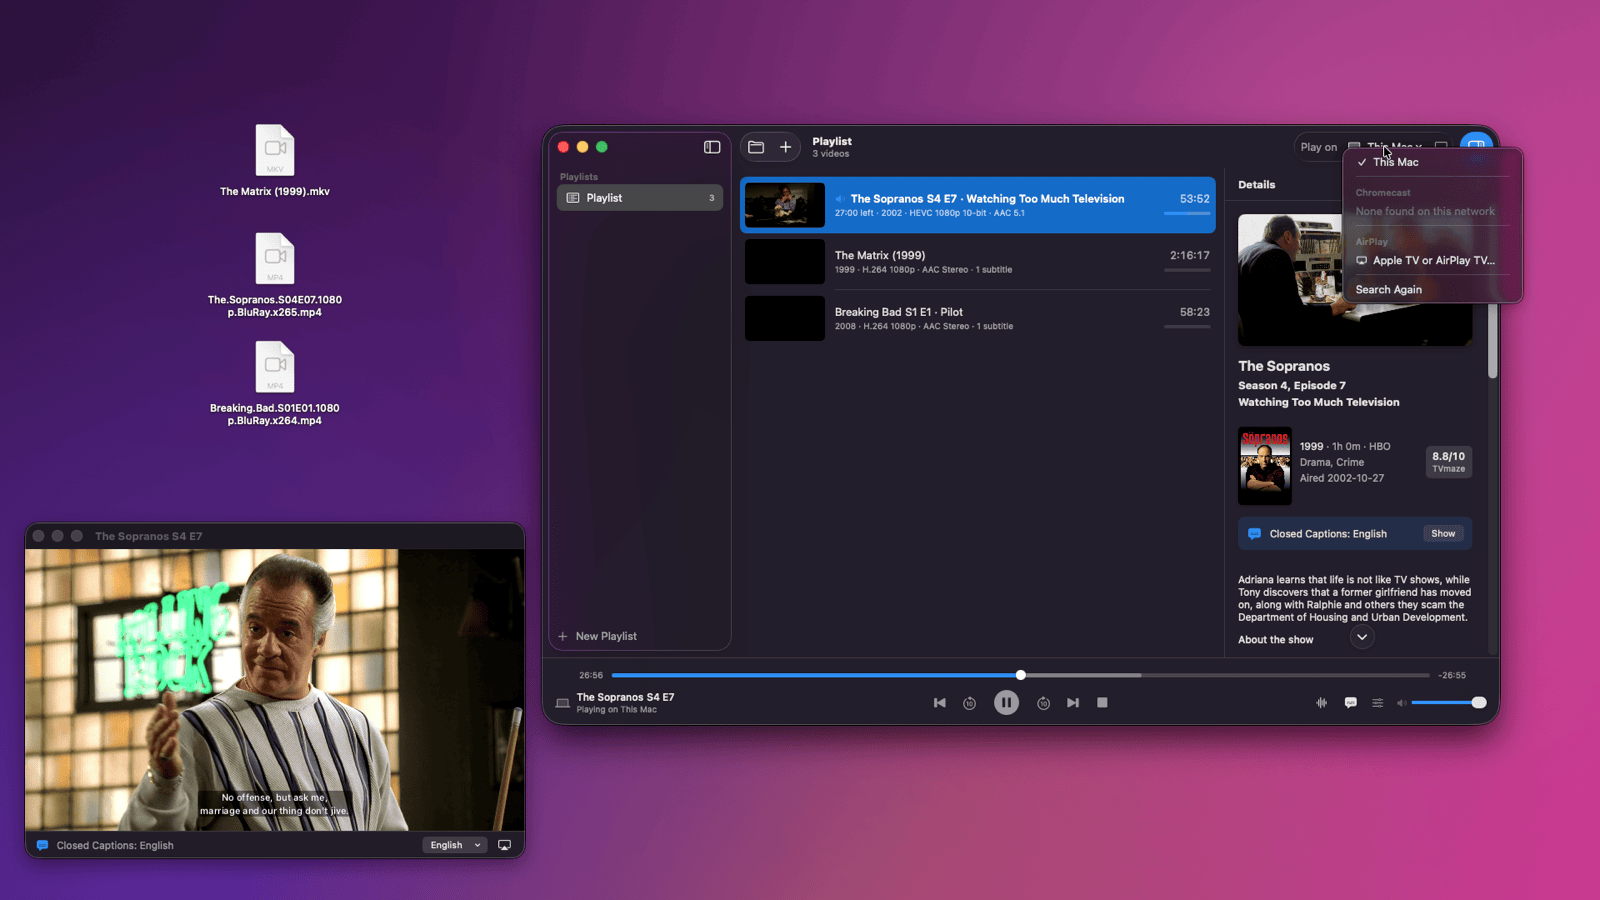 MKV
The Matrix (1999).mkv
MP4
The.Sopranos.S04E07.1080
p.BluRay.x265.mp4
MP4
Breaking.Bad.S01E01.1080
p.BluRay.x264.mp4
The Sopranos S4 E7
No offense, but ask me,
marriage and our thing don't jive.
Closed Captions: English
English
Playlists
Playlist
3
New Playlist
Playlist
3 videos
The Sopranos S4 E7 · Watching Too Much Television
53:52
27:00 left · 2002 · HEVC 1080p 10-bit · AAC 5.1
The Matrix (1999)
2:16:17
1999 · H.264 1080p · AAC Stereo · 1 subtitle
Breaking Bad S1 E1 · Pilot
58:23
2008 · H.264 1080p · AAC Stereo · 1 subtitle
Play on
This Mac
This Mac
Chromecast
None found on this network
AirPlay
Apple TV or AirPlay TV...
Search Again
Details
The Sopranos
Season 4, Episode 7
Watching Too Much Television
Sopranos
1999 · 1h 0m · HBO
Drama, Crime
Aired 2002-10-27
8.8/10
TVmaze
Closed Captions: English
Show
Adriana learns that life is not like TV shows, while
Tony discovers that a former girlfriend has moved
on, along with Ralphie and others they scam the
Department of Housing and Urban Development.
About the show
26:56
-26:55
The Sopranos S4 E7
Playing on This Mac
10
10